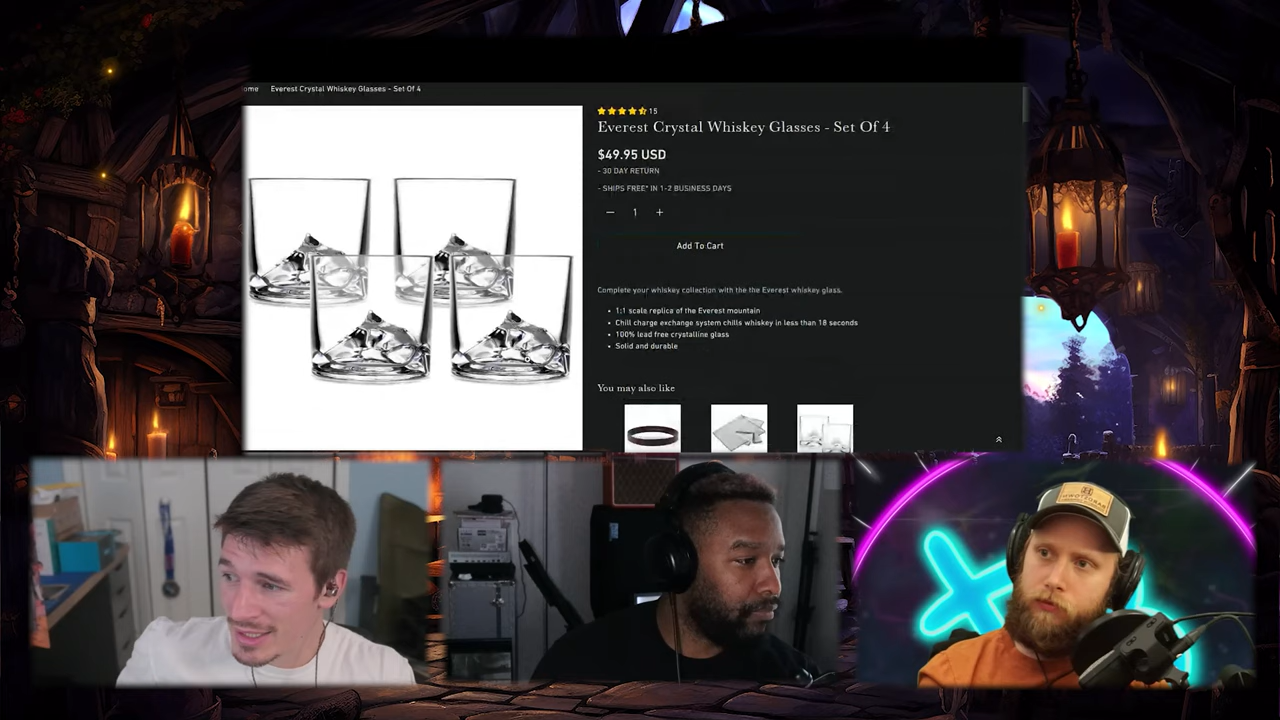 ome Everest Crystal Whiskey Glasses - Set Of 4
15
Everest Crystal Whiskey Glasses - Set Of 4
$49.95 USD
- 30 DAY RETURN
- SHIPS FREE* IN 1-2 BUSINESS DAYS
— 1 +
Add To Cart
Complete your whiskey collection with the the Everest whiskey glass.
• 1:1 scale replica of the Everest mountain
• Chill charge exchange system chills whiskey in less than 18 seconds
• 100% lead free crystalline glass
• Solid and durable
You may also like